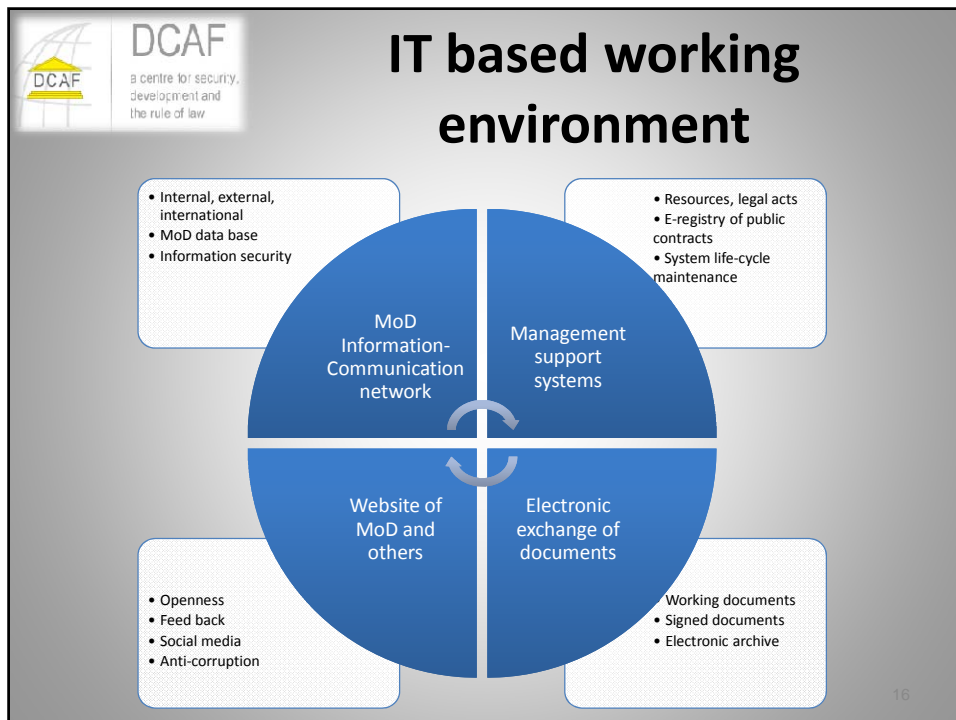 DCAF
DCAF
a centre for security,
development and
the rule of law
IT based working
environment
• Internal, external,
international
• MoD data base
• Information security
• Resources, legal acts
• E-registry of public
contracts
• System life-cycle
maintenance
MoD
Information-
Communication
network
Management
support
systems
Website of
MoD and
others
Electronic
exchange of
documents
• Openness
• Feed back
• Social media
• Anti-corruption
• Working documents
• Signed documents
• Electronic archive
16